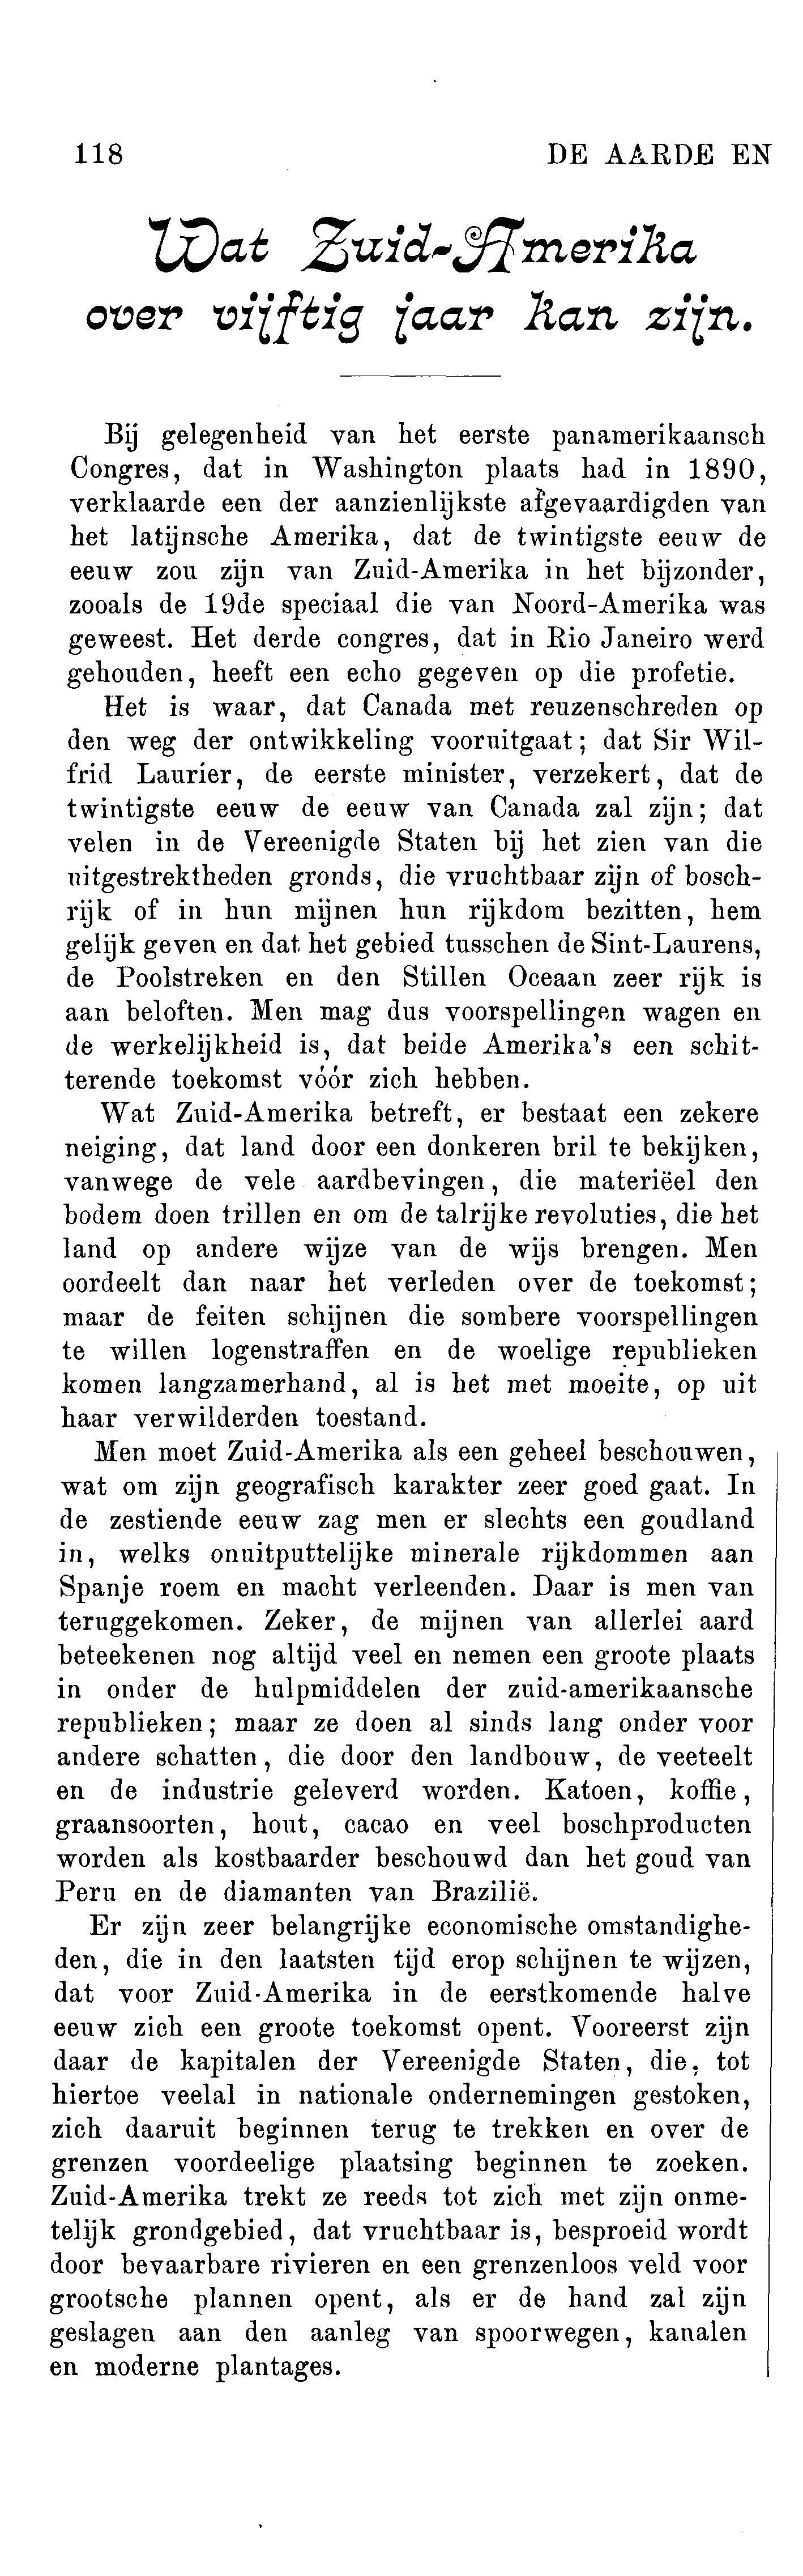 118 DE AARDE EN
Wat Zuid-Amerika
over vijftig jaar kan zijn.
Bij gelegenheid van het eerste panamerikaansch
Congres, dat in Washington plaats had in 1890,
verklaarde een der aanzienlijkste afgevaardigden van
het latijnsche Amerika, dat de twintigste eeuw de
eeuw zou zijn van Zuid-Amerika in het bijzonder,
zooals de 19de speciaal die van Noord-Amerika was
geweest. Het derde congres, dat in Rio Janeiro werd
gehouden, heeft een echo gegeven op die profetie.
Het is waar, dat Canada met reuzenschreden op
den weg der ontwikkeling vooruitgaat; dat Sir Wil-
frid Laurier, de eerste minister, verzekert, dat de
twintigste eeuw de eeuw van Canada zal zijn; dat
velen in de Vereenigde Staten bij het zien van die
uitgestrektheden gronds, die vruchtbaar zijn of bosch-
rijk of in hun mijnen hun rijkdom bezitten, hem
gelijk geven en dat het gebied tusschen de Sint-Laurens,
de Poolstreken en den Stillen Oceaan zeer rijk is
aan beloften. Men mag dus voorspellingen wagen en
de werkelijkheid is, dat beide Amerika's een schit-
terende toekomst vóór zich hebben.
Wat Zuid-Amerika betreft, er bestaat een zekere
neiging, dat land door een donkeren bril te bekijken,
vanwege de vele aardbevingen, die materiëel den
bodem doen trillen en om de talrijke revoluties, die het
land op andere wijze van de wijs brengen. Men
oordeelt dan naar het verleden over de toekomst;
maar de feiten schijnen die sombere voorspellingen
te willen logenstraffen en de woelige republieken
komen langzamerhand, al is het met moeite, op uit
haar verwilderden toestand.
Men moet Zuid-Amerika als een geheel beschouwen,
wat om zijn geografisch karakter zeer goed gaat. In
de zestiende eeuw zag men er slechts een goudland
in, welks onuitputtelijke minerale rijkdommen aan
Spanje roem en macht verleenden. Daar is men van
teruggekomen. Zeker, de mijnen van allerlei aard
beteekenen nog altijd veel en nemen een groote plaats
in onder de hulpmiddelen der zuid-amerikaansche
republieken; maar ze doen al sinds lang onder voor
andere schatten, die door den landbouw, de veeteelt
en de industrie geleverd worden. Katoen, koffie,
graansoorten, hout, cacao en veel boschproducten
worden als kostbaarder beschouwd dan het goud van
Peru en de diamanten van Brazilië.
Er zijn zeer belangrijke economische omstandighe-
den, die in den laatsten tijd erop schijnen te wijzen,
dat voor Zuid-Amerika in de eerstkomende halve
eeuw zich een groote toekomst opent. Vooreerst zijn
daar de kapitalen der Vereenigde Staten, die, tot
hiertoe veelal in nationale ondernemingen gestoken,
zich daaruit beginnen terug te trekken en over de
grenzen voordeelige plaatsing beginnen te zoeken.
Zuid-Amerika trekt ze reeds tot zich met zijn onme-
telijk grondgebied, dat vruchtbaar is, besproeid wordt
door bevaarbare rivieren en een grenzenloos veld voor
grootsche plannen opent, als er de hand zal zijn
geslagen aan den aanleg van spoorwegen, kanalen
en moderne plantages.